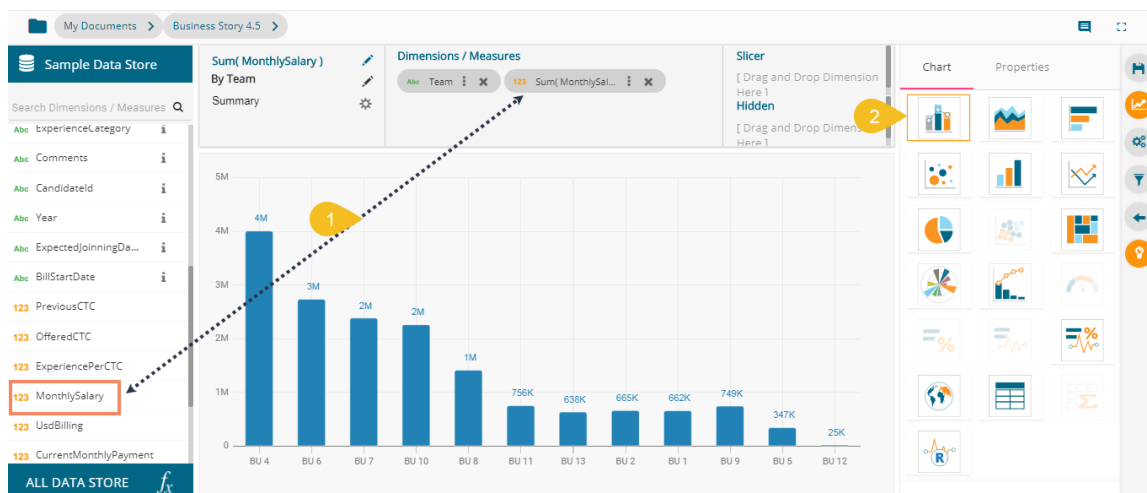 My Documents > Business Story 4.5 >
Sample Data Store
Search Dimensions / Measures
Abc ExperienceCategory i
Abc Comments i
Abc CandidateId i
Abc Year i
Abc ExpectedJoinningDa... i
Abc BillStartDate i
123 PreviousCTC
123 OfferedCTC
123 ExperiencePerCTC
123 MonthlySalary
123 UsdBilling
123 CurrentMonthlyPayment
ALL DATA STORE fx
Sum( MonthlySalary )
By Team
Summary
Dimensions / Measures
Abc Team
123 Sum( MonthlySal...
Slicer
[ Drag and Drop Dimension
Here ]
Hidden
[ Drag and Drop Dimens
Here ]
1
2
5M
4M
3M
2M
1M
0
4M
3M
2M
2M
1M
756K
638K
665K
662K
749K
347K
25K
BU 4 BU 6 BU 7 BU 10 BU 8 BU 11 BU 13 BU 2 BU 1 BU 9 BU 5 BU 12
Chart Properties
%
%
Σ
R